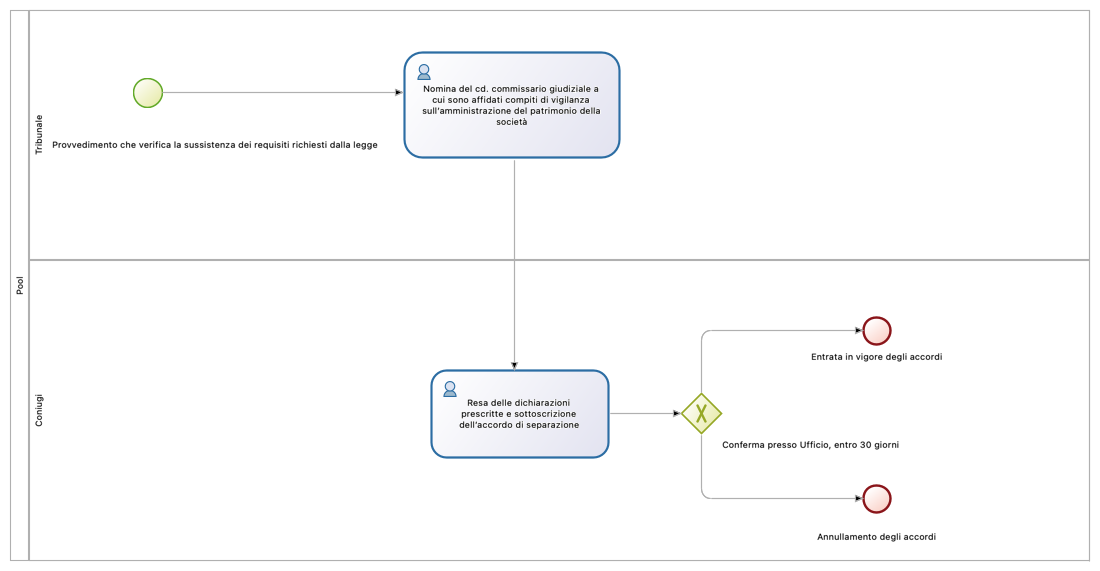 Pool
Tribunale
Provvedimento che verifica la sussistenza dei requisiti richiesti dalla legge
Nomina del cd. commissario giudiziale a
cui sono affidati compiti di vigilanza
sull'amministrazione del patrimonio della
società
Coniugi
Resa delle dichiarazioni
prescritte e sottoscrizione
dell'accordo di separazione
Conferma presso Ufficio, entro 30 giorni
Entrata in vigore degli accordi
Annullamento degli accordi